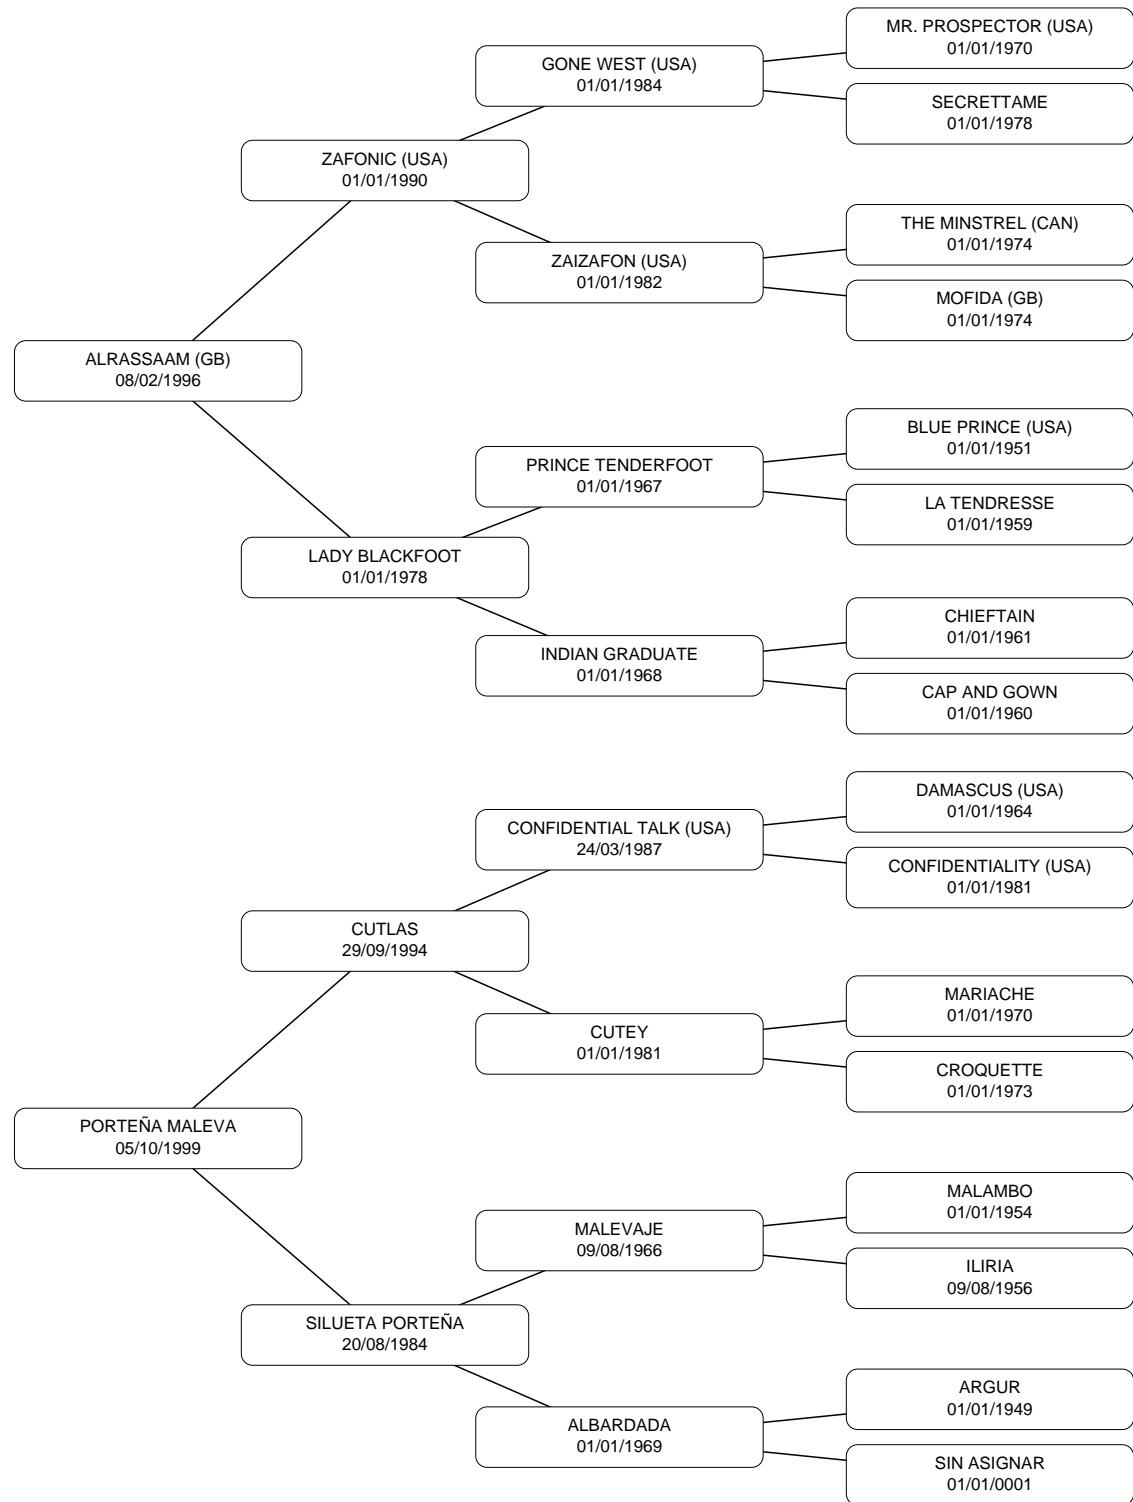 MR. PROSPECTOR (USA)
01/01/1970
GONE WEST (USA)
01/01/1984
SECRETTAME
01/01/1978
ZAFONIC (USA)
01/01/1990
THE MINSTREL (CAN)
01/01/1974
ZAIZAFON (USA)
01/01/1982
MOFIDA (GB)
01/01/1974
ALRASSAAM (GB)
08/02/1996
BLUE PRINCE (USA)
01/01/1951
PRINCE TENDERFOOT
01/01/1967
LA TENDRESSE
01/01/1959
LADY BLACKFOOT
01/01/1978
CHIEFTAIN
01/01/1961
INDIAN GRADUATE
01/01/1968
CAP AND GOWN
01/01/1960
DAMASCUS (USA)
01/01/1964
CONFIDENTIAL TALK (USA)
24/03/1987
CONFIDENTIALITY (USA)
01/01/1981
CUTLAS
29/09/1994
MARIACHE
01/01/1970
CUTEY
01/01/1981
CROQUETTE
01/01/1973
PORTEÑA MALEVA
05/10/1999
MALAMBO
01/01/1954
MALEVAJE
09/08/1966
ILIRIA
09/08/1956
SILUETA PORTEÑA
20/08/1984
ARGUR
01/01/1949
ALBARDADA
01/01/1969
SIN ASIGNAR
01/01/0001